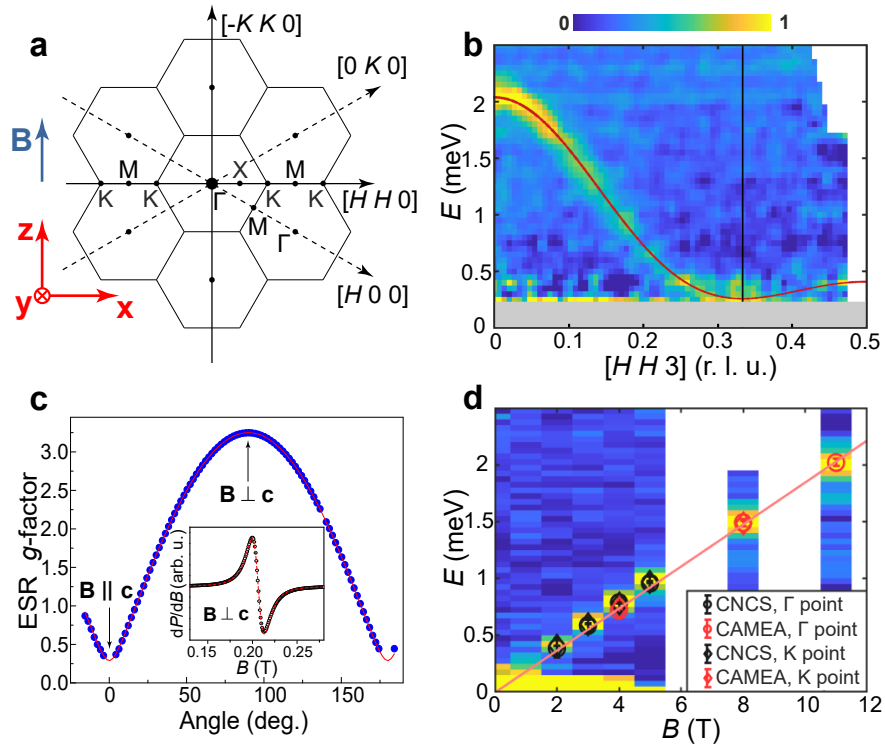 a
[-K K 0]
[0 K 0]
B
M
X
M
K
K
Γ
K
K
[H H 0]
M
Γ
z
y
x
[H 0 0]
0
1
b
E (meV)
2
1.5
1
0.5
0
0
0.1
0.2
0.3
0.4
0.5
[H H 3] (r. l. u.)
c
ESR g-factor
3.0
2.5
2.0
1.5
1.0
0.5
0.0
B ⊥ c
B || c
dP/dB(arb. u.)
B ⊥ c
0.15
0.20
0.25
B (T)
0
50
100
150
Angle (deg.)
d
E (meV)
2
1.5
1
0.5
0
CNCS, Γ point
CAMEA, Γ point
CNCS, K point
CAMEA, K point
0
2
4
6
8
10
12
B (T)